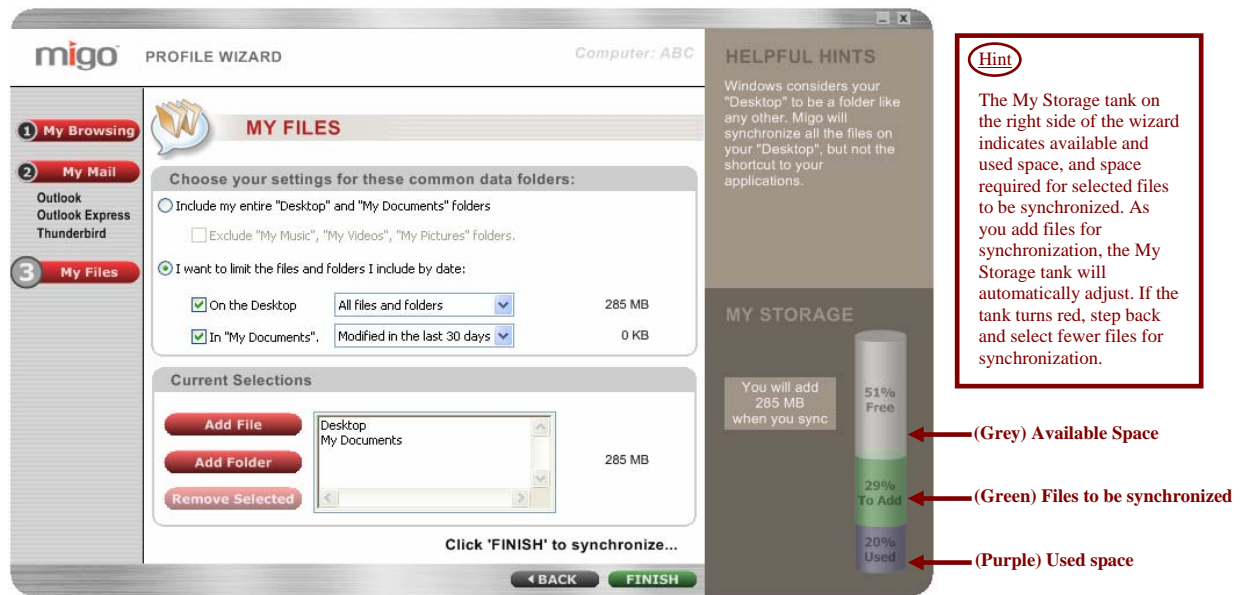 migo
PROFILE WIZARD
Computer: ABC
X
1 My Browsing
2 My Mail
Outlook
Outlook Express
Thunderbird
3 My Files
W
MY FILES
Choose your settings for these common data folders:
Include my entire "Desktop" and "My Documents" folders
Exclude "My Music", "My Videos", "My Pictures" folders.
I want to limit the files and folders I include by date:
On the Desktop
All files and folders
285 MB
In "My Documents".
Modified in the last 30 days
0 KB
Current Selections
Add File
Add Folder
Remove Selected
Desktop
My Documents
285 MB
Click 'FINISH' to synchronize...
BACK
FINISH
HELPFUL HINTS
Windows considers your
"Desktop" to be a folder like
any other. Migo will
synchronize all the files on
your "Desktop", but not the
shortcut to your
applications.
MY STORAGE
You will add
285 MB
when you sync
51%
Free
29%
To Add
20%
Used
Hint
The My Storage tank on
the right side of the wizard
indicates available and
used space, and space
required for selected files
to be synchronized. As
you add files for
synchronization, the My
Storage tank will
automatically adjust. If the
tank turns red, step back
and select fewer files for
synchronization.
(Grey) Available Space
(Green) Files to be synchronized
(Purple) Used space